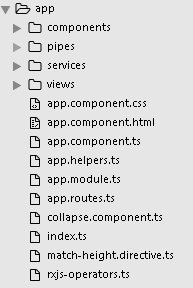 app
components
pipes
services
views
app.component.css
app.component.html
app.component.ts
app.helpers.ts
app.module.ts
app.routes.ts
collapse.component.ts
index.ts
match-height.directive.ts
rxjs-operators.ts